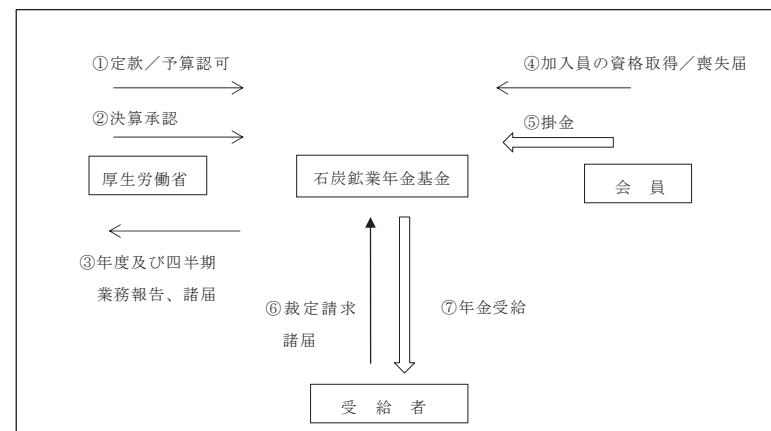 ①定款／予算認可
④加入員の資格取得／喪失届
②決算承認
⑤掛金
厚生労働省
石炭鉱業年金基金
会　員
③年度及び四半期
業務報告、諸届
⑥裁定請求
諸届
⑦年金受給
受　給　者